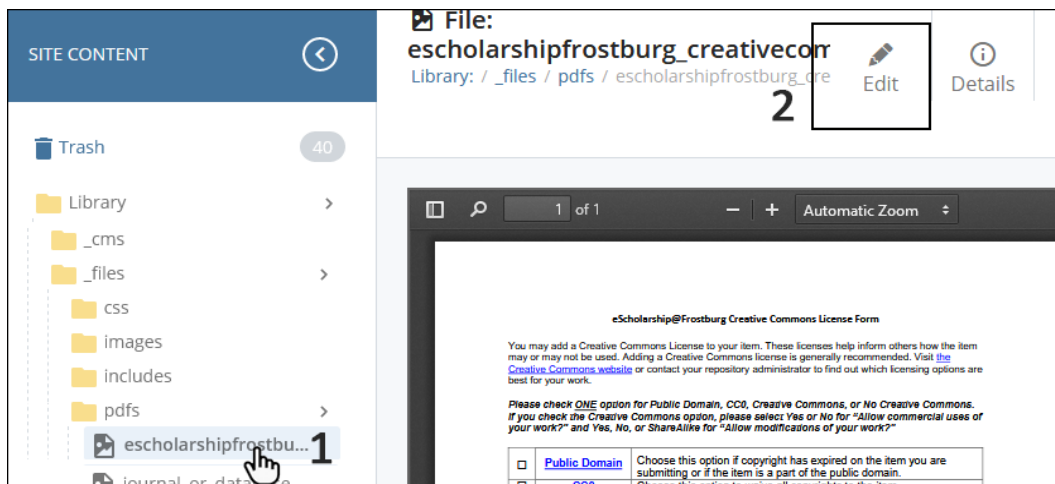 SITE CONTENT
Trash
40
Library
_cms
_files
css
images
includes
pdfs
escholarshipfrostbu...
1
File:
escholarshipfrostburg_creativecom
Library: / _files / pdfs / escholarshipfrostburg_cre
2
Edit
Details
1 of 1
Automatic Zoom
eScholarship@Frostburg Creative Commons License Form
You may add a Creative Commons License to your item. These licenses help inform others how the item
may or may not be used. Adding a Creative Commons license is generally recommended. Visit the
Creative Commons website or contact your repository administrator to find out which licensing options are
best for your work.
Please check ONE option for Public Domain, CC0, Creative Commons, or No Creative Commons.
If you check the Creative Commons option, please select Yes or No for “Allow commercial uses of
your work?” and Yes, No, or ShareAlike for “Allow modifications of your work?”
Public Domain
Choose this option if copyright has expired on the item you are
submitting or if the item is a part of the public domain.